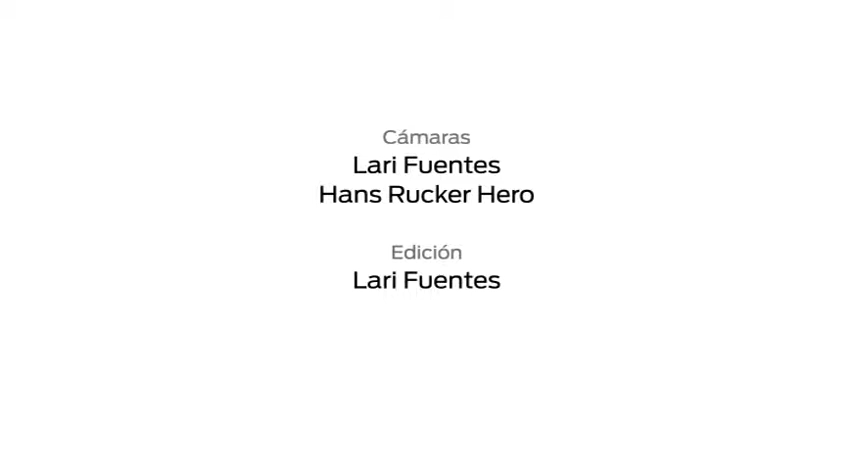 Cámaras
Lari Fuentes
Hans Rucker Hero
Edición
Lari Fuentes